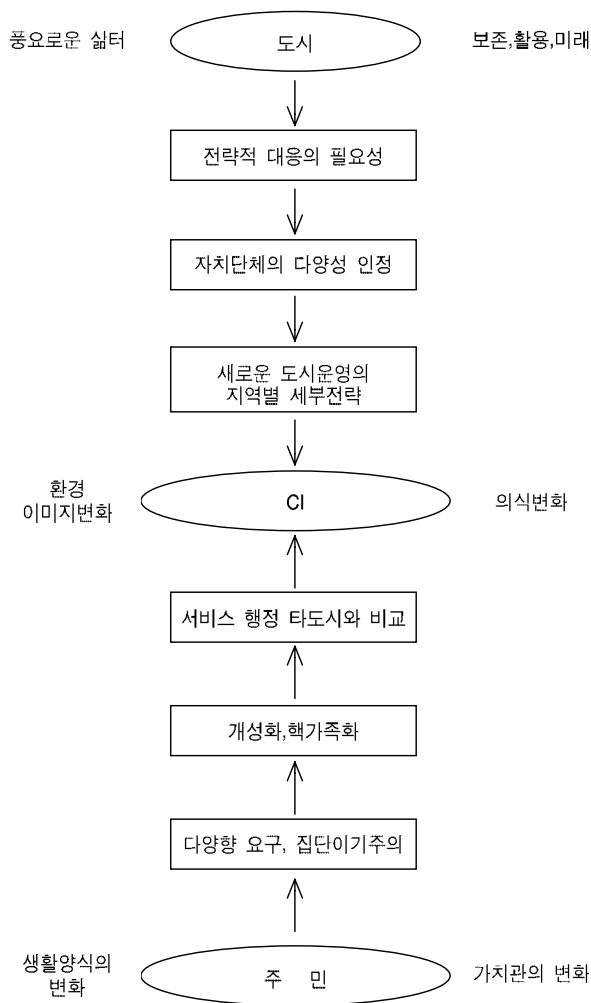 풍요로운 삶터
도시
보존,활용,미래
전략적 대응의 필요성
자치단체의 다양성 인정
새로운 도시운영의
지역별 세부전략
환경
이미지변화
CI
의식변화
서비스 행정 타도시와 비교
개성화,핵가족화
다양향 요구, 집단이기주의
생활양식의
변화
주 민
가치관의 변화